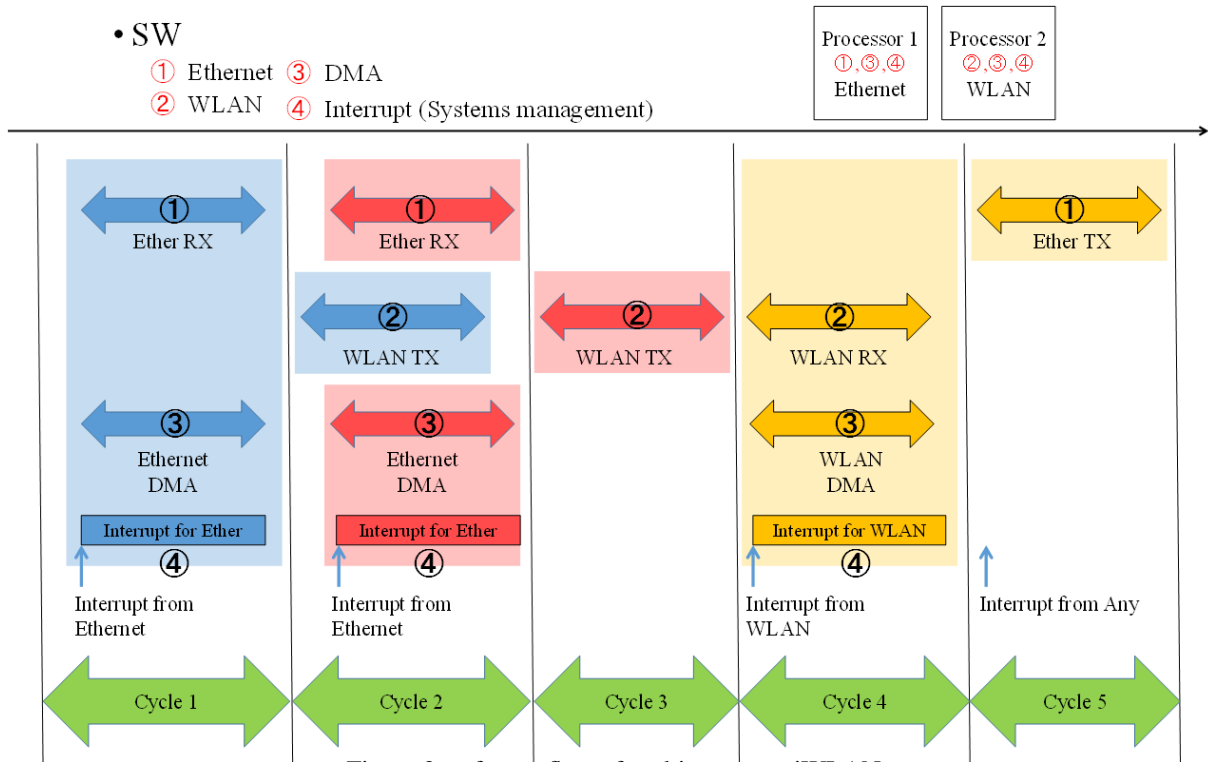 • SW
① Ethernet ③ DMA
② WLAN ④ Interrupt (Systems management)
Processor 1
①,③,④
Ethernet
Processor 2
②,③,④
WLAN
①
Ether RX
①
Ether RX
①
Ether TX
②
WLAN TX
②
WLAN TX
②
WLAN RX
③
Ethernet
DMA
③
Ethernet
DMA
③
WLAN
DMA
Interrupt for Ether
④
Interrupt for Ether
④
Interrupt for WLAN
④
Interrupt from
Ethernet
Interrupt from
Ethernet
Interrupt from
WLAN
Interrupt from Any
Cycle 1
Cycle 2
Cycle 3
Cycle 4
Cycle 5